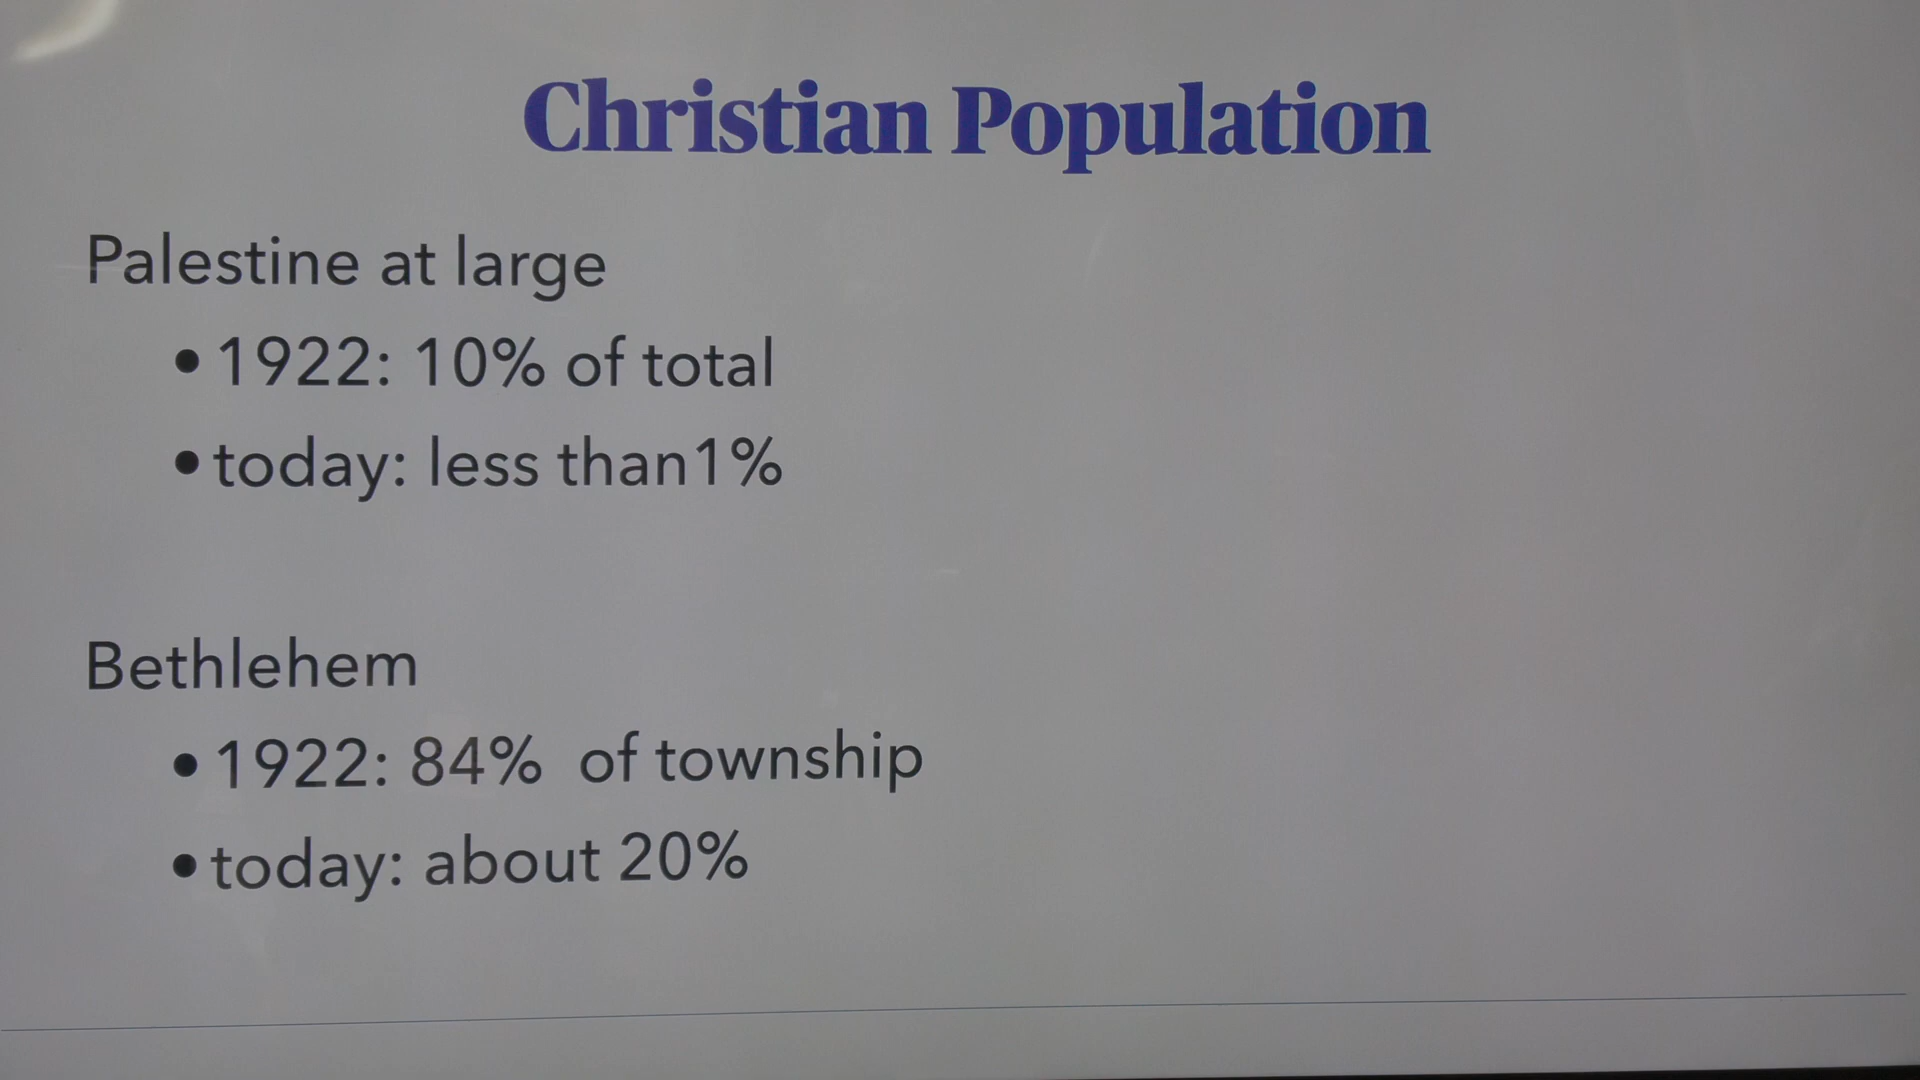 Christian Population
Palestine at large
• 1922: 10% of total
• today: less than1%
Bethlehem
• 1922: 84% of township
• today: about 20%